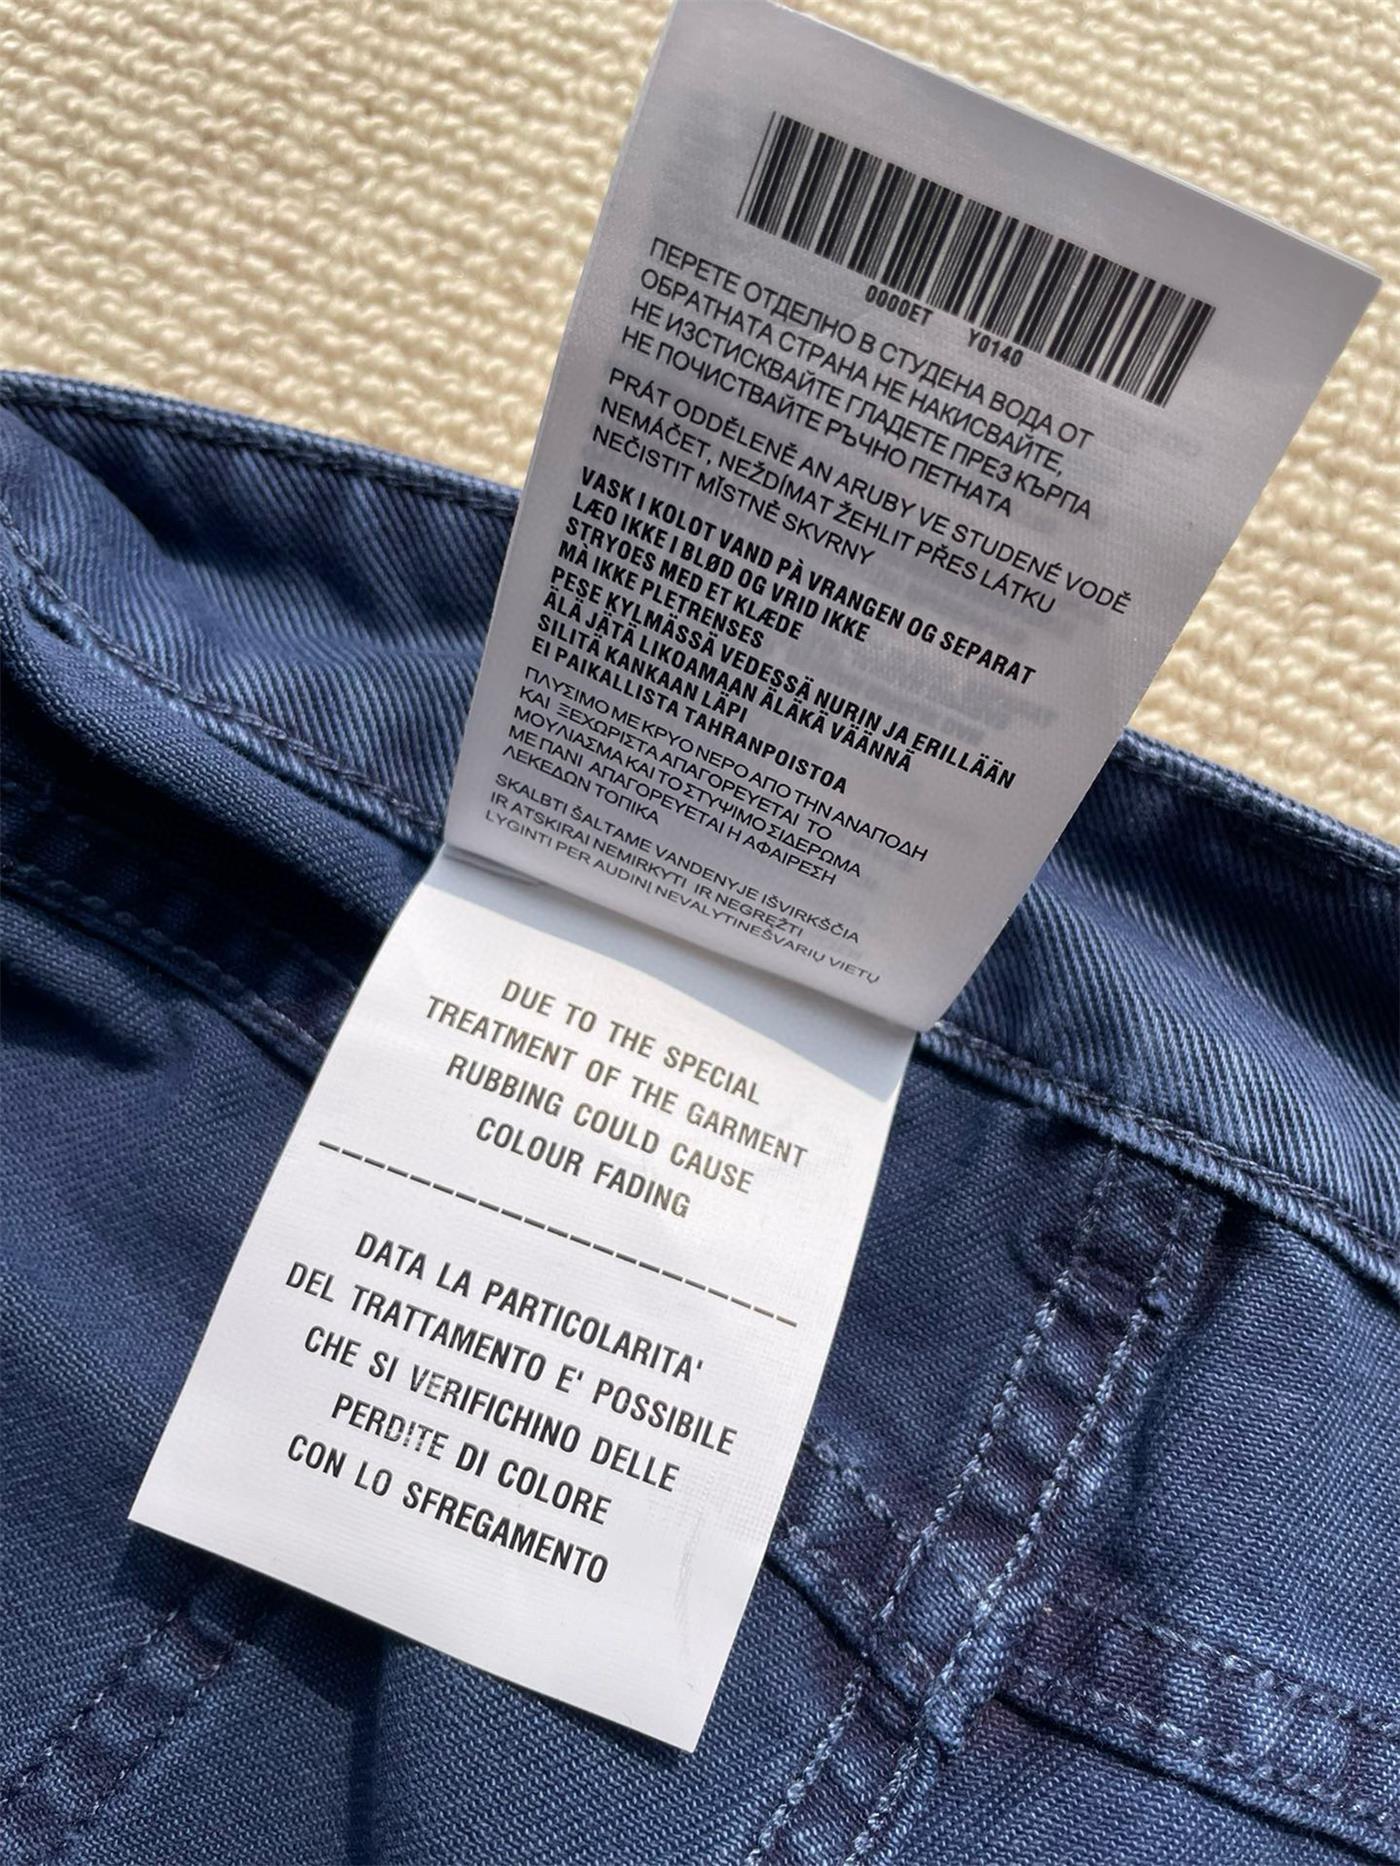 0000ET Y0140
ПЕРЕТЕ ОТДЕЛНО В СТУДЕНА ВОДА ОТ
ОБРАТНАТА СТРАНА НЕ НАКИСВАЙТЕ,
НЕ ИЗСТИСКВАЙТЕ ГЛАДЕТЕ ПРЕЗ КЪРПА
НЕ ПОЧИСТВАЙТЕ РЪЧНО ПЕТНАТА
PRÁT ODDĚLENĚ AN ARUBY VE STUDENÉ VODĚ
NEMÁČET, NEŽDÍMAT ŽEHLIT PŘES LÁTKU
NEČISTIT MÍSTNĚ SKVRNY
VASK I KOLOT VAND PÅ VRANGEN OG SEPARAT
LÆO IKKE I BLØD OG VRID IKKE
STRYOES MED ET KLÆDE
MÅ IKKE PLETRENSES
PESE KYLMÄSSÄ VEDESSÄ NURIN JA ERILLÄÄN
ÄLÄ JÄTÄ LIKOAMAAN ÄLÄKÄ VÄÄNNÄ
SILITÄ KANKAAN LÄPI
EI PAIKALLISTA TAHRANPOISTOA
ΠΛΥΣΙΜΟ ΜΕ ΚΡΥΟ ΝΕΡΟ ΑΠΟ ΤΗΝ ΑΝΑΠΟΔΗ
ΚΑΙ ΞΕΧΩΡΙΣΤΑ ΑΠΑΓΟΡΕΥΕΤΑΙ ΤΟ
ΜΟΥΛΙΑΣΜΑ ΚΑΙ ΤΟ ΣΤΥΨΙΜΟ ΣΙΔΕΡΩΜΑ
ΜΕ ΠΑΝΙ ΑΠΑΓΟΡΕΥΕΤΑΙ Η ΑΦΑΙΡΕΣΗ
ΛΕΚΕΔΩΝ ΤΟΠΙΚΑ
SKALBTI ŠALTAME VANDENYJE IŠVIRKŠČIA
IR ATSKIRAI NEMIRKYTI IR NEGRĘŽTI
LYGINTI PER AUDINĮ NEVALYTINEŠVARIŲ VIETŲ
DUE TO THE SPECIAL
TREATMENT OF THE GARMENT
RUBBING COULD CAUSE
COLOUR FADING
DATA LA PARTICOLARITA'
DEL TRATTAMENTO E' POSSIBILE
CHE SI VERIFICHINO DELLE
PERDITE DI COLORE
CON LO SFREGAMENTO